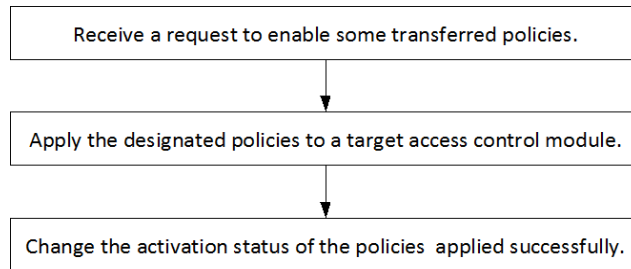 Receive a request to enable some transferred policies.
Apply the designated policies to a target access control module.
Change the activation status of the policies applied successfully.